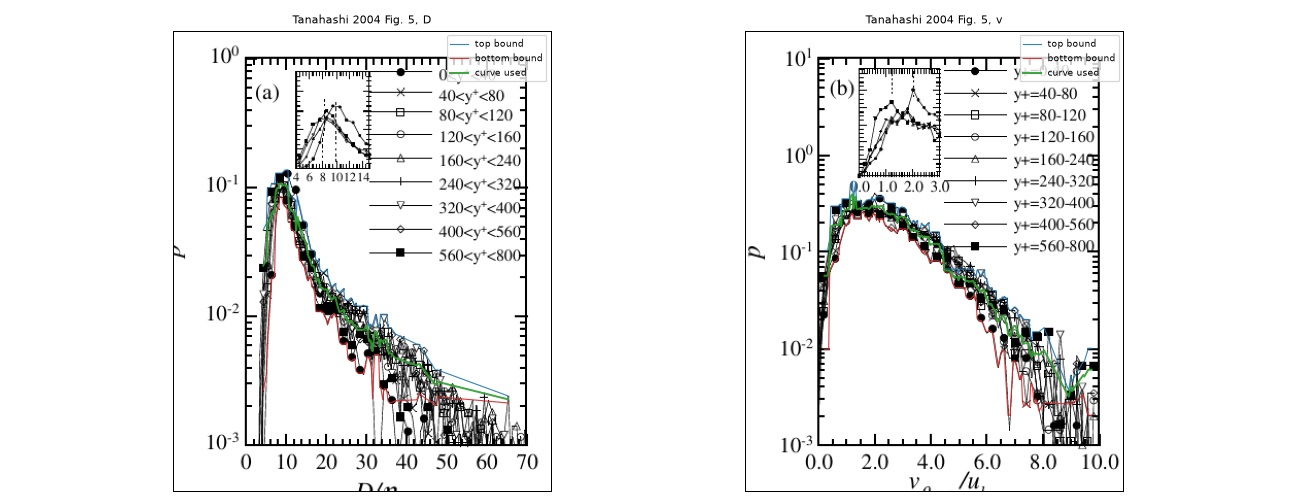 Tanahashi 2004 Fig. 5, D
top bound
bottom bound
curve used
(a)
40<y+<80
80<y+<120
120<y+<160
160<y+<240
240<y+<320
320<y+<400
400<y+<560
560<y+<800
4 6 8 10 12 14
10^0
10^-1
10^-2
10^-3
p
0 10 20 30 40 50 60 70
D/η
Tanahashi 2004 Fig. 5, v
top bound
bottom bound
curve used
(b)
y+=40-80
y+=80-120
y+=120-160
y+=160-240
y+=240-320
y+=320-400
y+=400-560
y+=560-800
0.0 1.0 2.0 3.0
10^1
10^0
10^-1
10^-2
10^-3
p
0.0 2.0 4.0 6.0 8.0 10.0